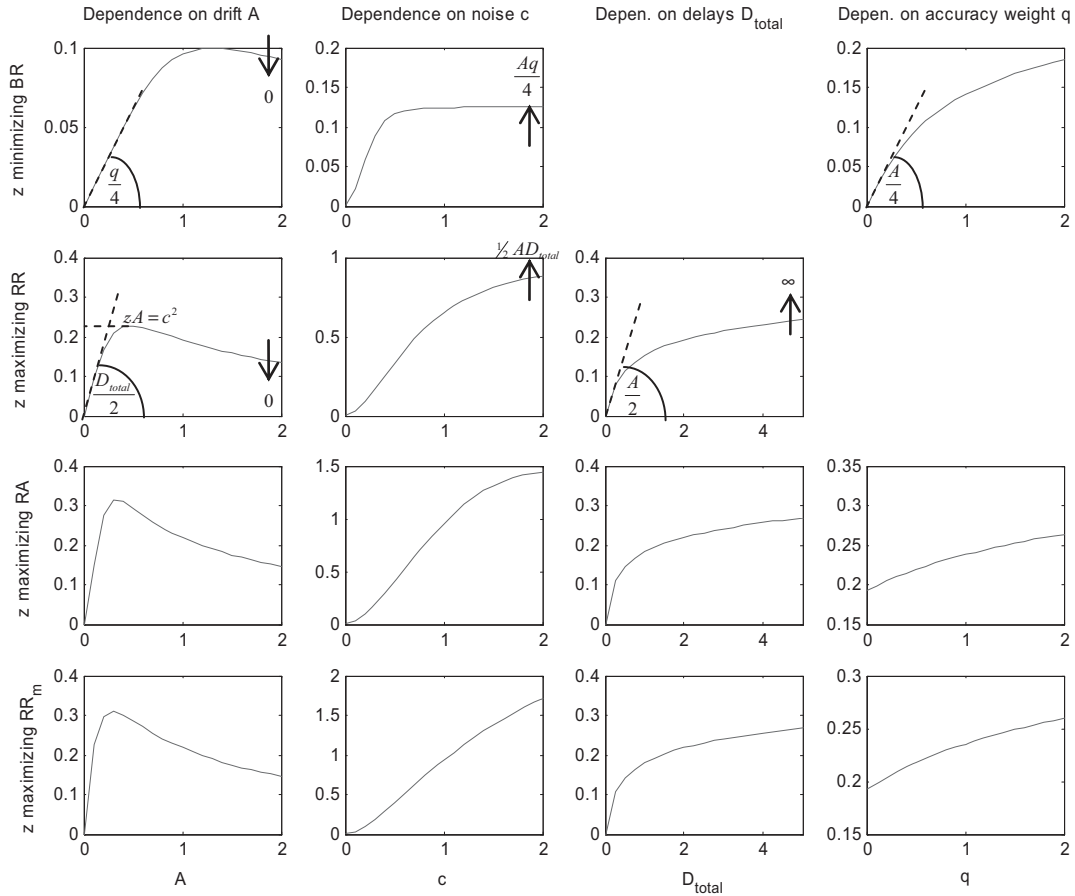 Dependence on drift A
Dependence on noise c
Depen. on delays D_total
Depen. on accuracy weight q
z minimizing BR
0.1
0.05
0
0 1 2
q/4
0
0.2
0.15
0.1
0.05
0
0 1 2
Aq/4
0.2
0.15
0.1
0.05
0
0 1 2
A/4
z maximizing RR
0.4
0.3
0.2
0.1
0
0 1 2
zA = c²
D_total/2
0
1
0.5
0
0 1 2
½ AD_total
0.4
0.3
0.2
0.1
0
0 2 4
A/2
∞
z maximizing RA
0.4
0.3
0.2
0.1
0
0 1 2
1.5
1
0.5
0
0 1 2
0.4
0.3
0.2
0.1
0
0 2 4
0.35
0.3
0.25
0.2
0.15
0 1 2
z maximizing RR_m
0.4
0.3
0.2
0.1
0
0 1 2
A
2
1.5
1
0.5
0
0 1 2
c
0.4
0.3
0.2
0.1
0
0 2 4
D_total
0.3
0.25
0.2
0.15
0 1 2
q